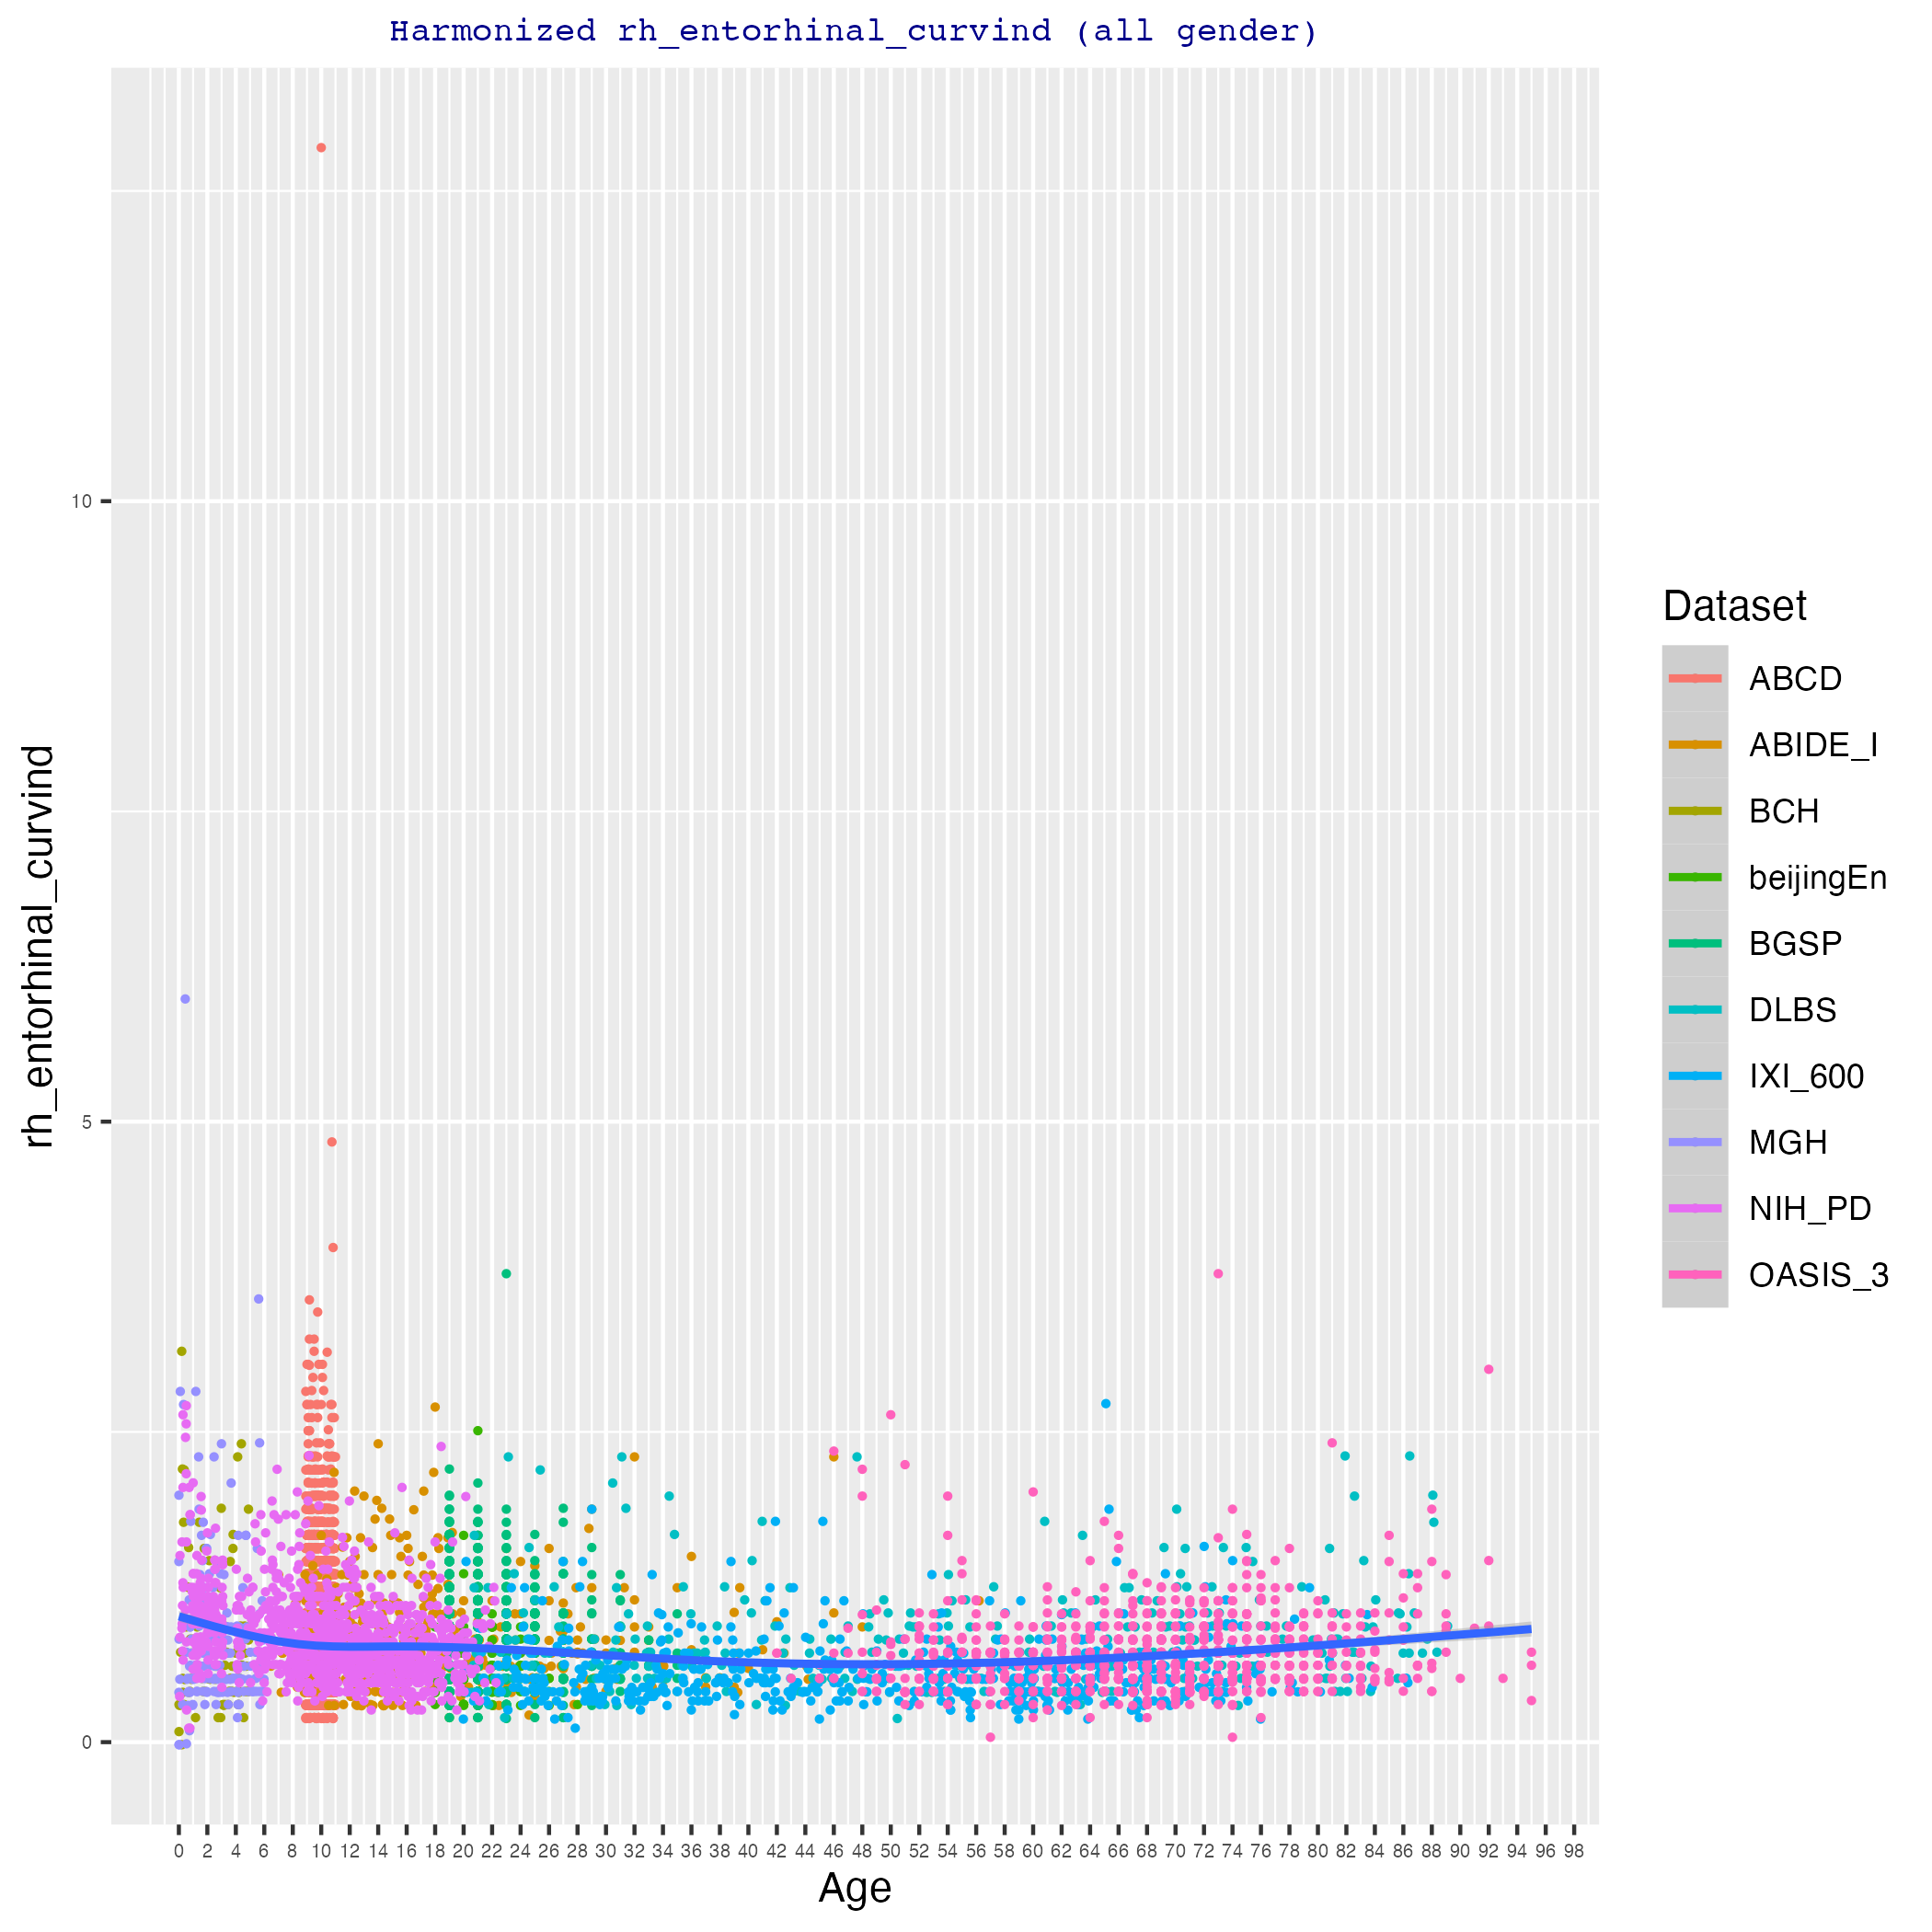 Harmonized rh_entorhinal_curvind (all gender)
rh_entorhinal_curvind
10
5
0
0 2 4 6 8 10 12 14 16 18 20 22 24 26 28 30 32 34 36 38 40 42 44 46 48 50 52 54 56 58 60 62 64 66 68 70 72 74 76 78 80 82 84 86 88 90 92 94 96 98
Age
Dataset
ABCD
ABIDE_I
BCH
beijingEn
BGSP
DLBS
IXI_600
MGH
NIH_PD
OASIS_3